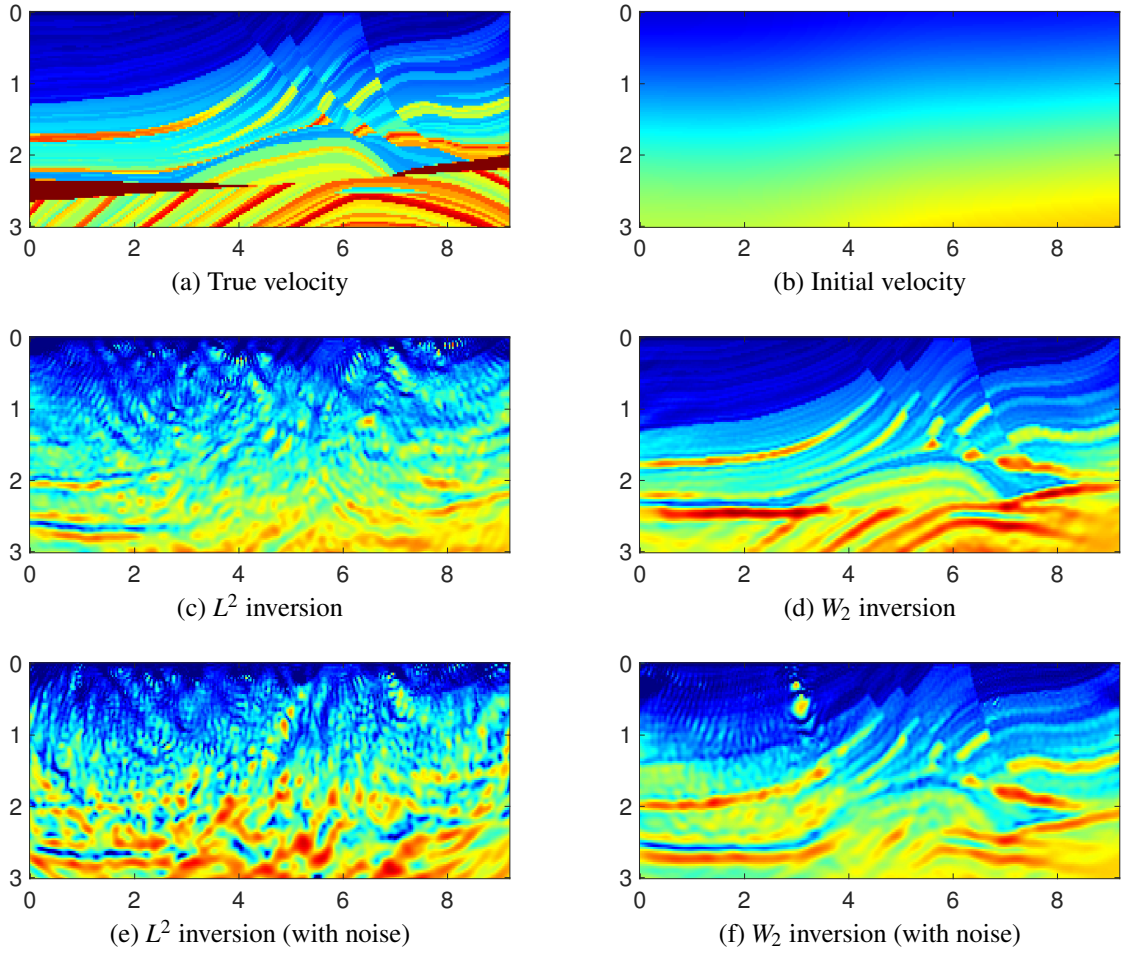 0
1
2
3
0 2 4 6 8
(a) True velocity
0
1
2
3
0 2 4 6 8
(b) Initial velocity
0
1
2
3
0 2 4 6 8
(c) L² inversion
0
1
2
3
0 2 4 6 8
(d) W₂ inversion
0
1
2
3
0 2 4 6 8
(e) L² inversion (with noise)
0
1
2
3
0 2 4 6 8
(f) W₂ inversion (with noise)